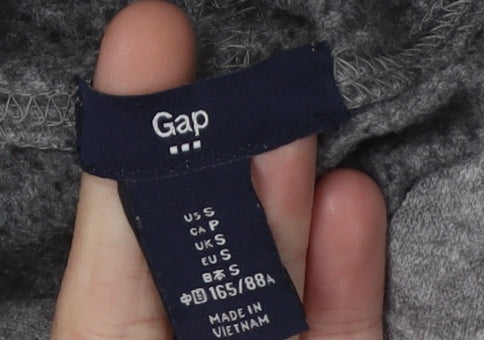 Gap
US S
CA P
UK S
EU S
日本 S
中国 165/88A
MADE IN
VIETNAM